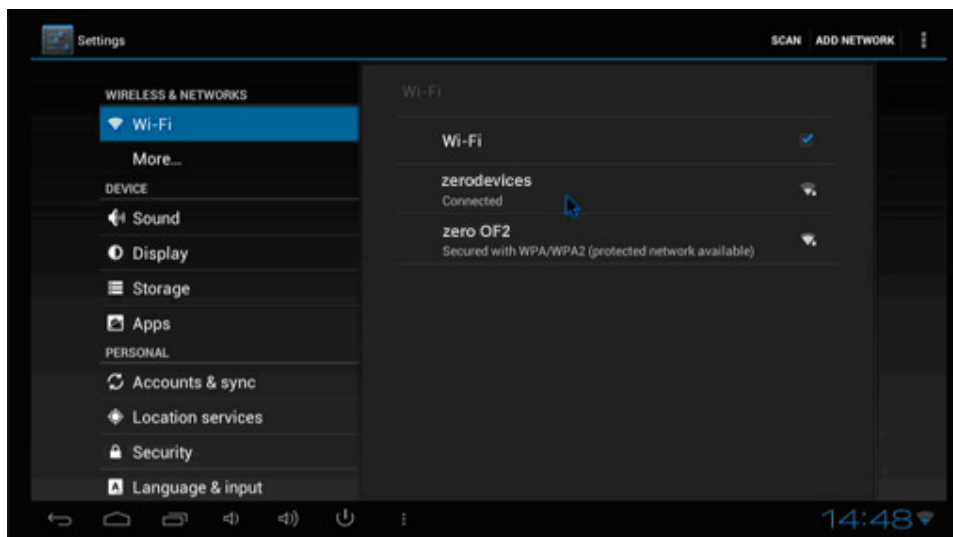 Settings
SCAN ADD NETWORK
WIRELESS & NETWORKS
Wi-Fi
More...
DEVICE
Sound
Display
Storage
Apps
PERSONAL
Accounts & sync
Location services
Security
Language & input
Wi-Fi
Wi-Fi
zerodevices
Connected
zero OF2
Secured with WPA/WPA2 (protected network available)
14:48